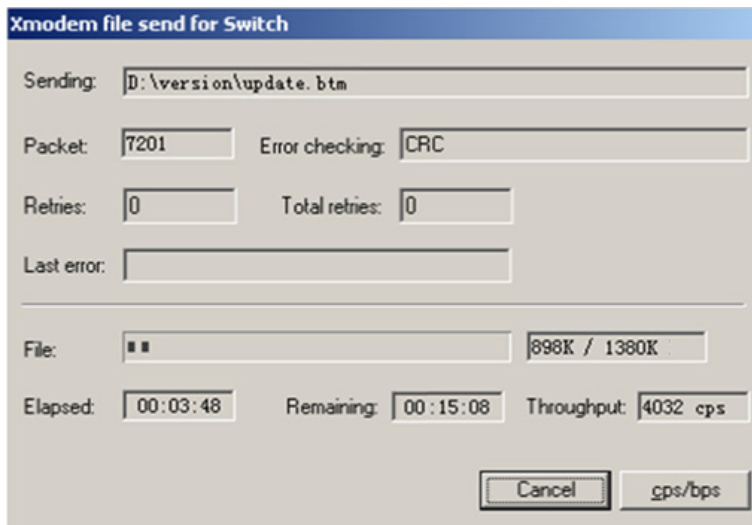 Xmodem file send for Switch
Sending: D:\version\update.btm
Packet: 7201 Error checking: CRC
Retries: 0 Total retries: 0
Last error:
File: 898K / 1380K
Elapsed: 00:03:48 Remaining: 00:15:08 Throughput: 4032 cps
Cancel cps/bps